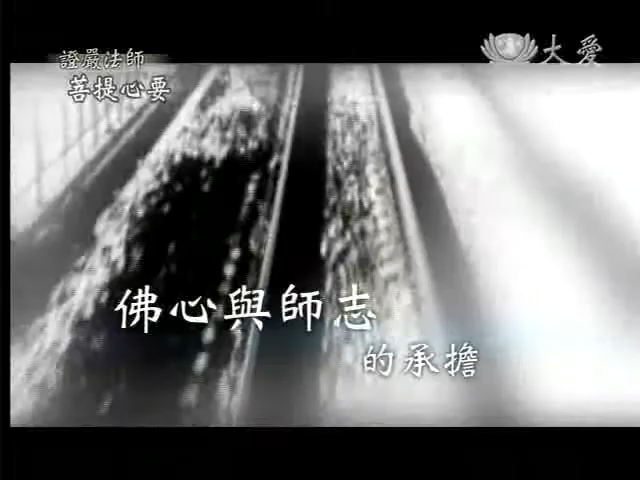 證嚴法師
菩提心要
大愛
佛心與師志
的承擔